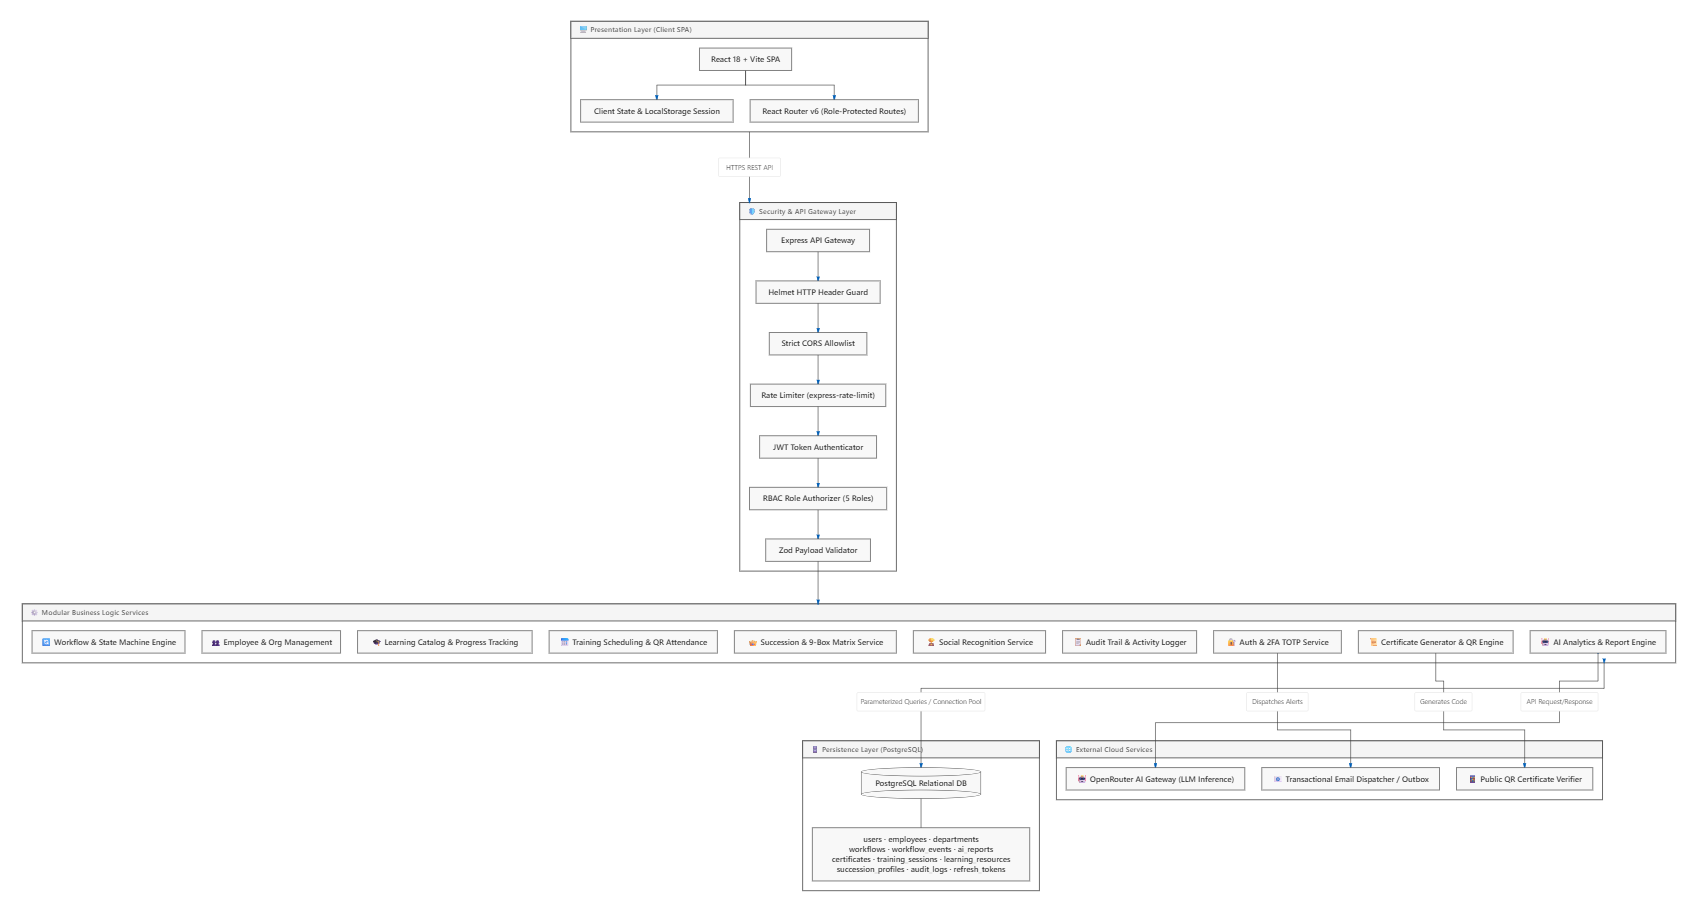 Presentation Layer (Client SPA)
React 18 + Vite SPA
Client State & LocalStorage Session
React Router v6 (Role-Protected Routes)
HTTPS REST API
Security & API Gateway Layer
Express API Gateway
Helmet HTTP Header Guard
Strict CORS Allowlist
Rate Limiter (express-rate-limit)
JWT Token Authenticator
RBAC Role Authorizer (5 Roles)
Zod Payload Validator
Modular Business Logic Services
Workflow & State Machine Engine
Employee & Org Management
Learning Catalog & Progress Tracking
Training Scheduling & QR Attendance
Succession & 9-Box Matrix Service
Social Recognition Service
Audit Trail & Activity Logger
Auth & 2FA TOTP Service
Certificate Generator & QR Engine
AI Analytics & Report Engine
Parameterized Queries / Connection Pool
Dispatches Alerts
Generates Code
API Request/Response
Persistence Layer (PostgreSQL)
PostgreSQL Relational DB
users · employees · departments
workflows · workflow_events · ai_reports
certificates · training_sessions · learning_resources
succession_profiles · audit_logs · refresh_tokens
External Cloud Services
OpenRouter AI Gateway (LLM Inference)
Transactional Email Dispatcher / Outbox
Public QR Certificate Verifier